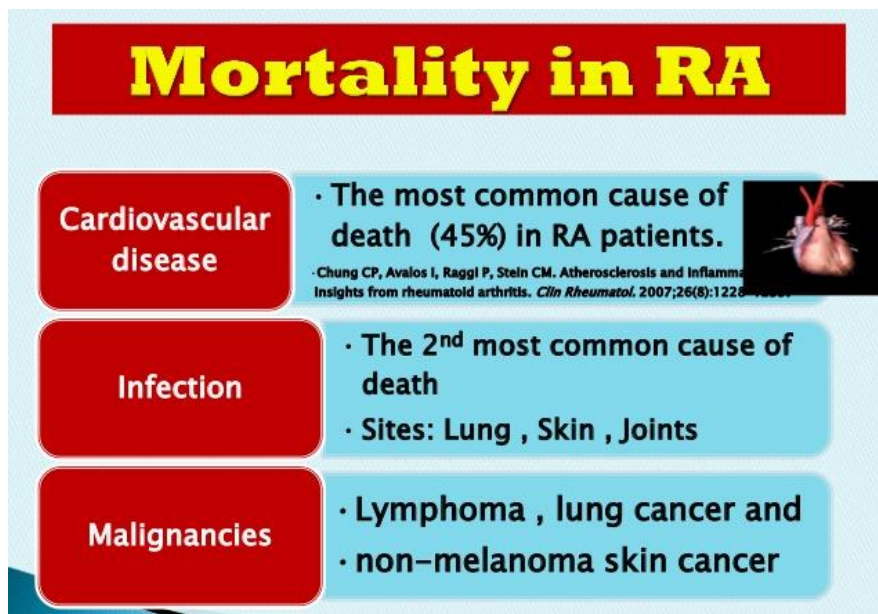 Mortality in RA
Cardiovascular
disease
· The most common cause of
death (45%) in RA patients.
· Chung CP, Avalos I, Raggi P, Stein CM. Atherosclerosis and
insights from rheumatoid arthritis. Clin Rheumatol. 2007;26(8):1228
Infection
· The 2nd most common cause of
death
· Sites: Lung , Skin , Joints
Malignancies
· Lymphoma , lung cancer and
· non-melanoma skin cancer